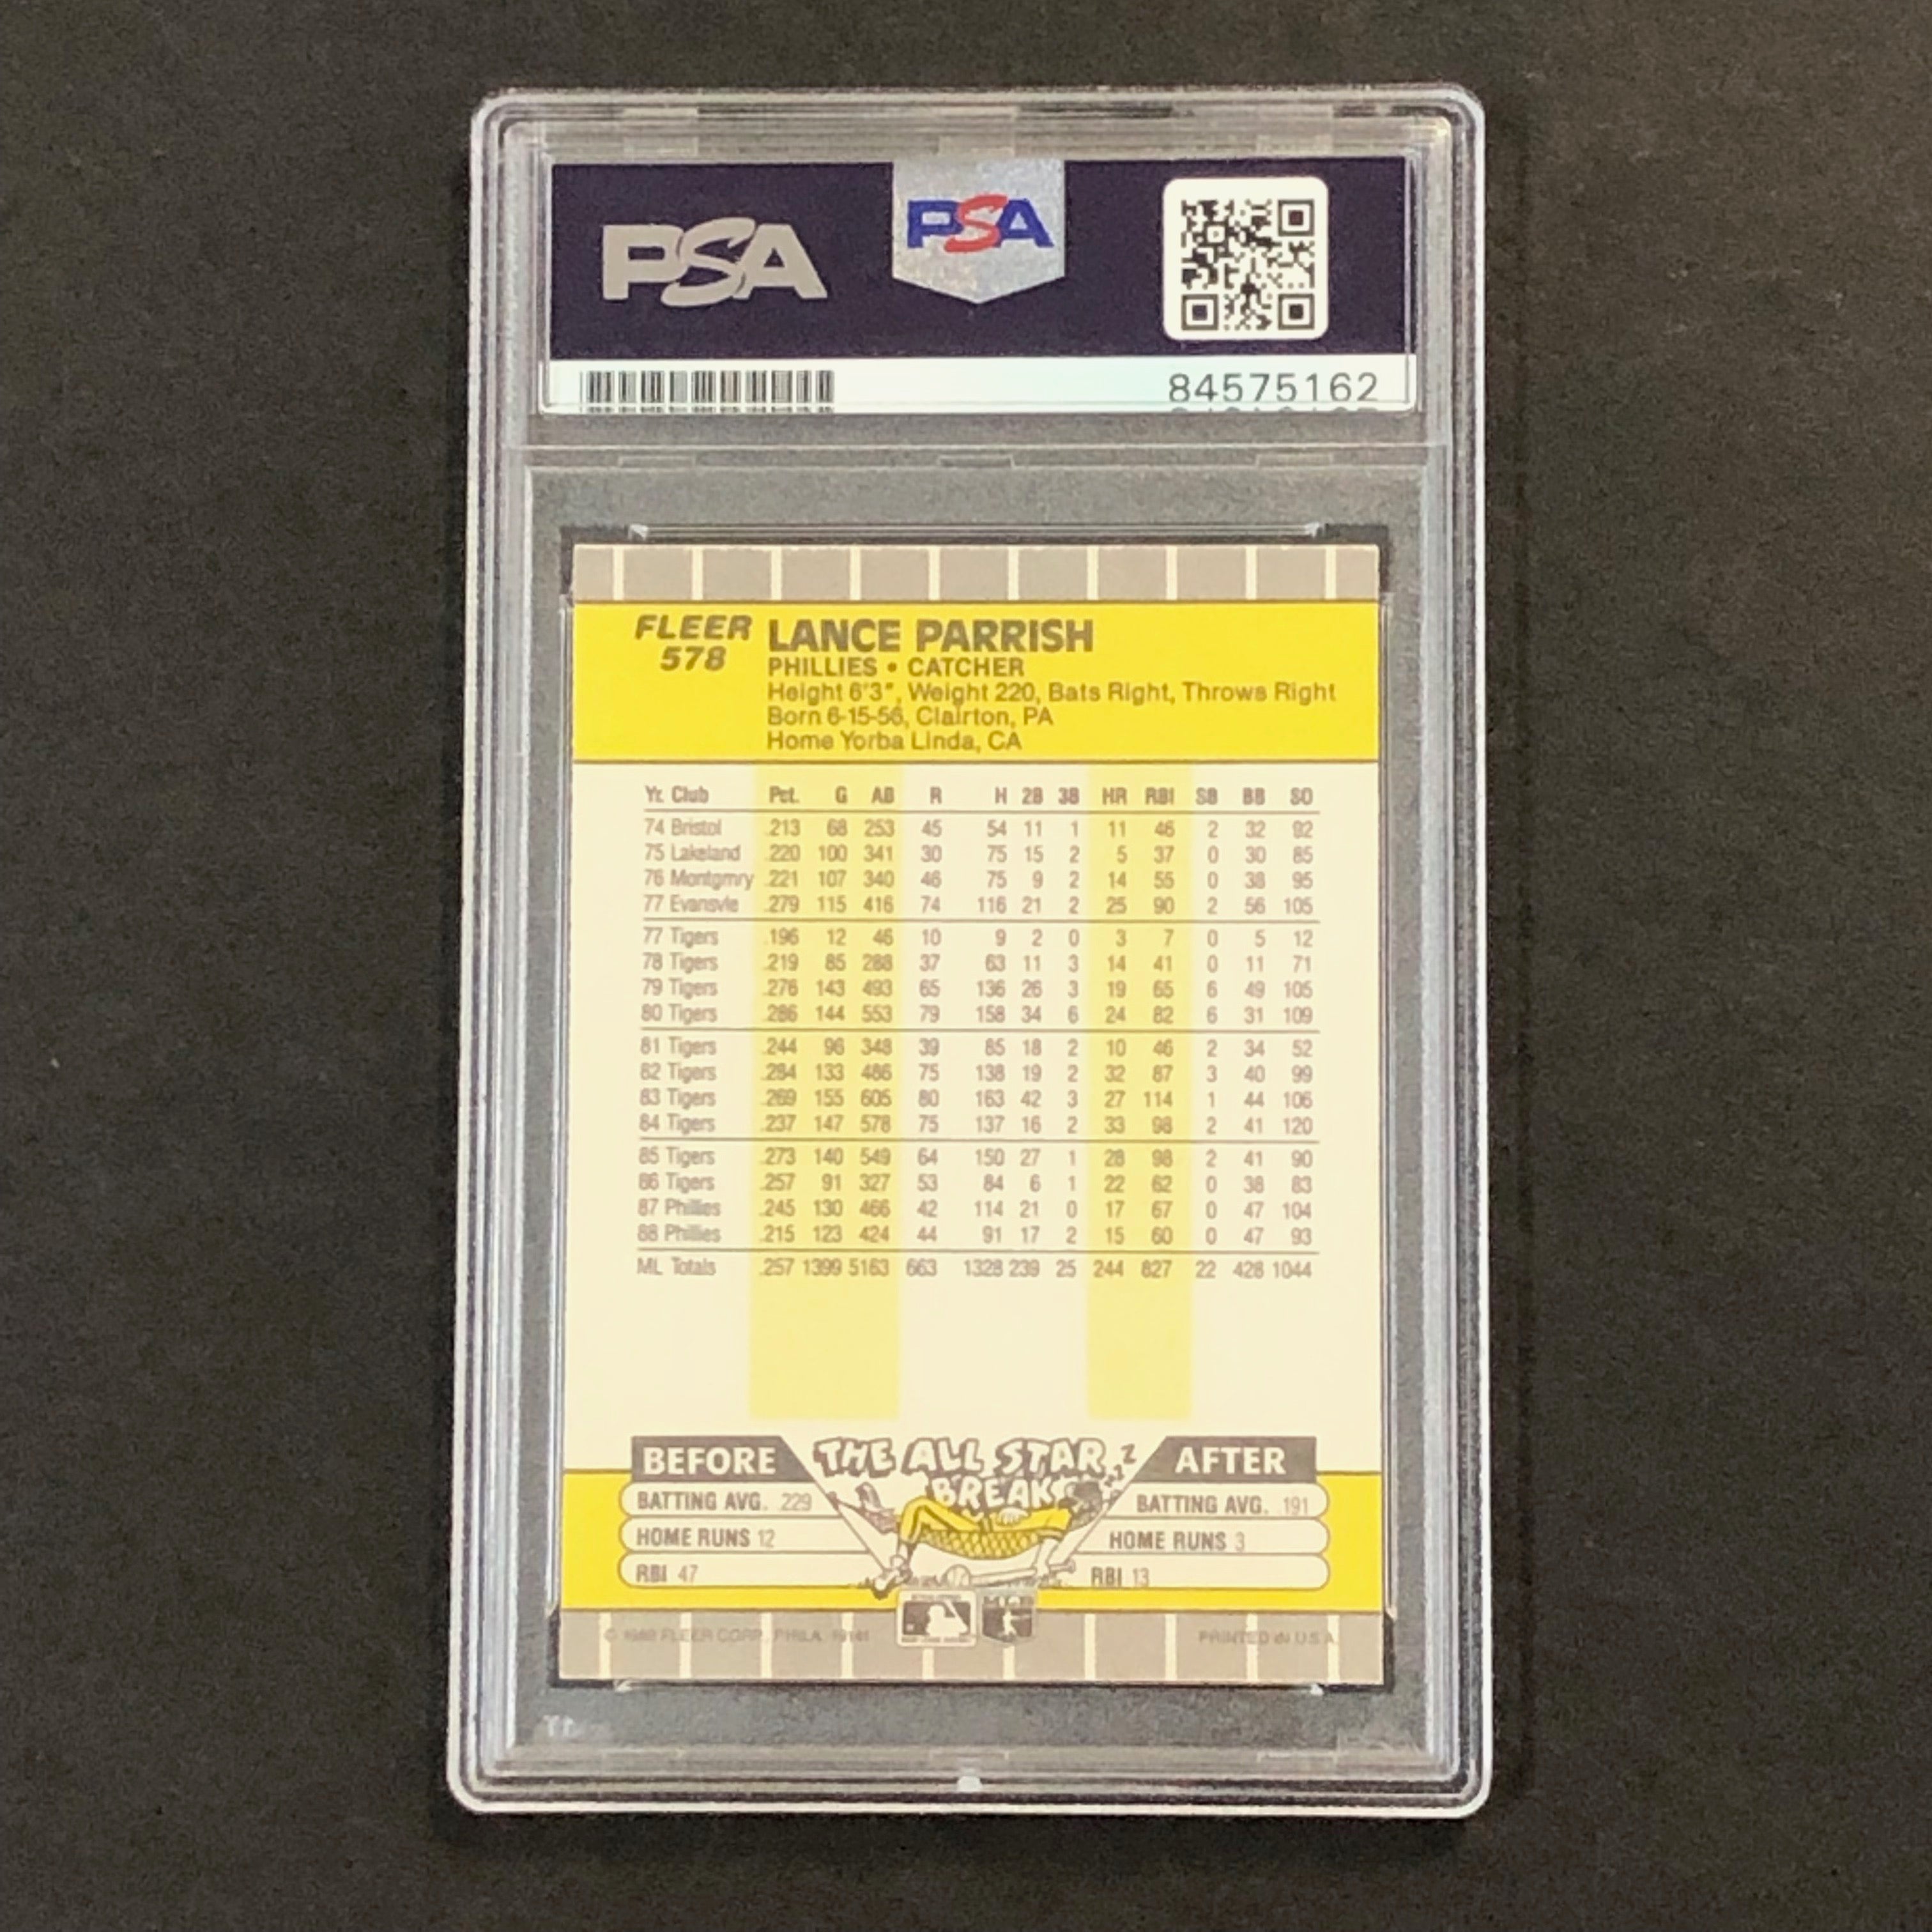 PSA
PSA
84575162
FLEER
578
LANCE PARRISH
PHILLIES • CATCHER
Height 6'3", Weight 220, Bats Right, Throws Right
Born 6-15-56, Clairton, PA
Home Yorba Linda, CA
Yr. Club Pct. G AB R H 2B 3B HR RBI SB BB SO
74 Bristol .213 68 253 45 54 11 1 11 46 2 32 92
75 Lakeland .220 100 341 30 75 15 2 5 37 0 30 85
76 Montgmry .221 107 340 46 75 9 2 14 55 0 38 95
77 Evansvle .279 115 416 74 116 21 2 25 90 2 56 105
77 Tigers .196 12 46 10 9 2 0 3 7 0 5 12
78 Tigers .219 85 288 37 63 11 3 14 41 0 11 71
79 Tigers .276 143 493 65 136 26 3 19 65 6 49 105
80 Tigers .286 144 553 79 158 34 6 24 82 6 31 109
81 Tigers .244 96 348 39 85 18 2 10 46 2 34 52
82 Tigers .284 133 486 75 138 19 2 32 87 3 40 99
83 Tigers .269 155 605 80 163 42 3 27 114 1 44 106
84 Tigers .237 147 578 75 137 16 2 33 98 2 41 120
85 Tigers .273 140 549 64 150 27 1 28 98 2 41 90
86 Tigers .257 91 327 53 84 6 1 22 62 0 38 83
87 Phillies .245 130 466 42 114 21 0 17 67 0 47 104
88 Phillies .215 123 424 44 91 17 2 15 60 0 47 93
ML Totals .257 1399 5163 663 1328 239 25 244 827 22 428 1044
BEFORE THE ALL STAR BREAK AFTER
BATTING AVG. .229 BATTING AVG. .191
HOME RUNS 12 HOME RUNS 3
RBI 47 RBI 13
FLEER CORP., PHILA. 19141 PRINTED IN U.S.A.